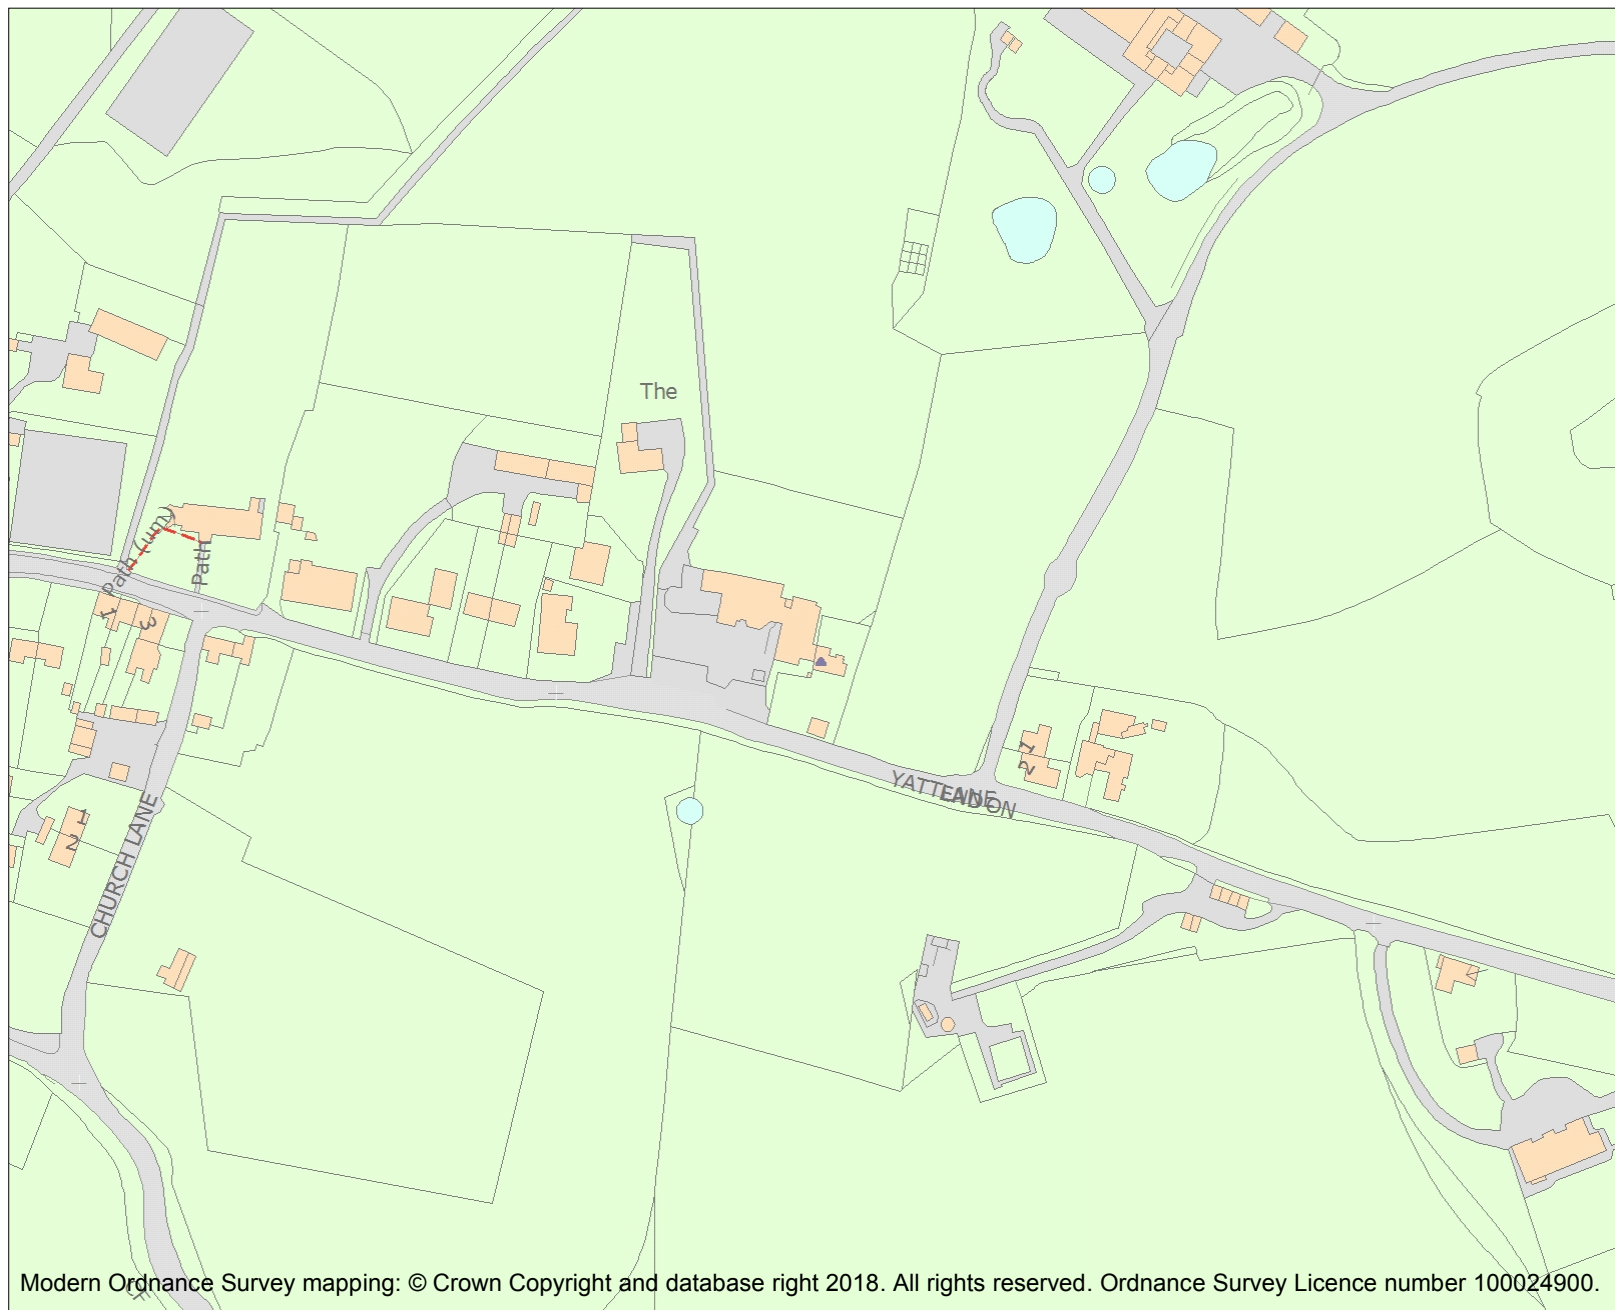 The
Path (um)
Path
1
3
1
2
YATTENDON
LANE
1
2
CHURCH LANE
CF
Modern Ordnance Survey mapping: © Crown Copyright and database right 2018. All rights reserved. Ordnance Survey Licence number 100024900.